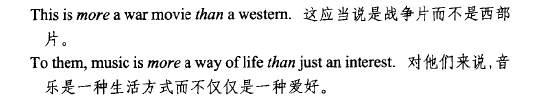 This is more a war movie than a western. 这应当说是战争片而不是西部
片。
To them, music is more a way of life than just an interest. 对他们来说,音
乐是一种生活方式而不仅仅是一种爱好。